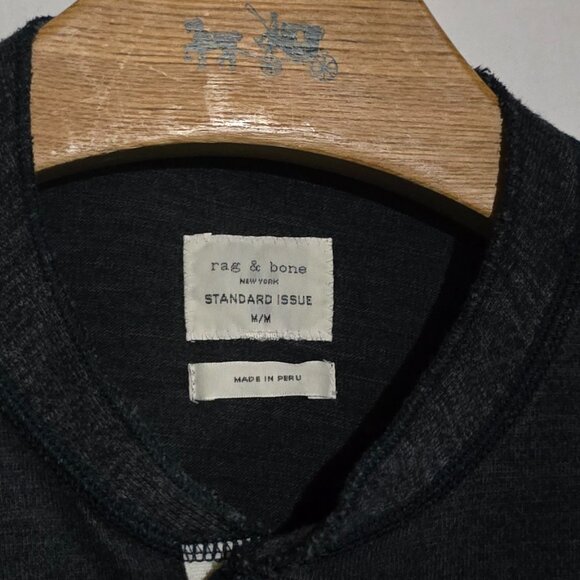 rag & bone
NEW YORK
STANDARD ISSUE
M/M
MADE IN PERU